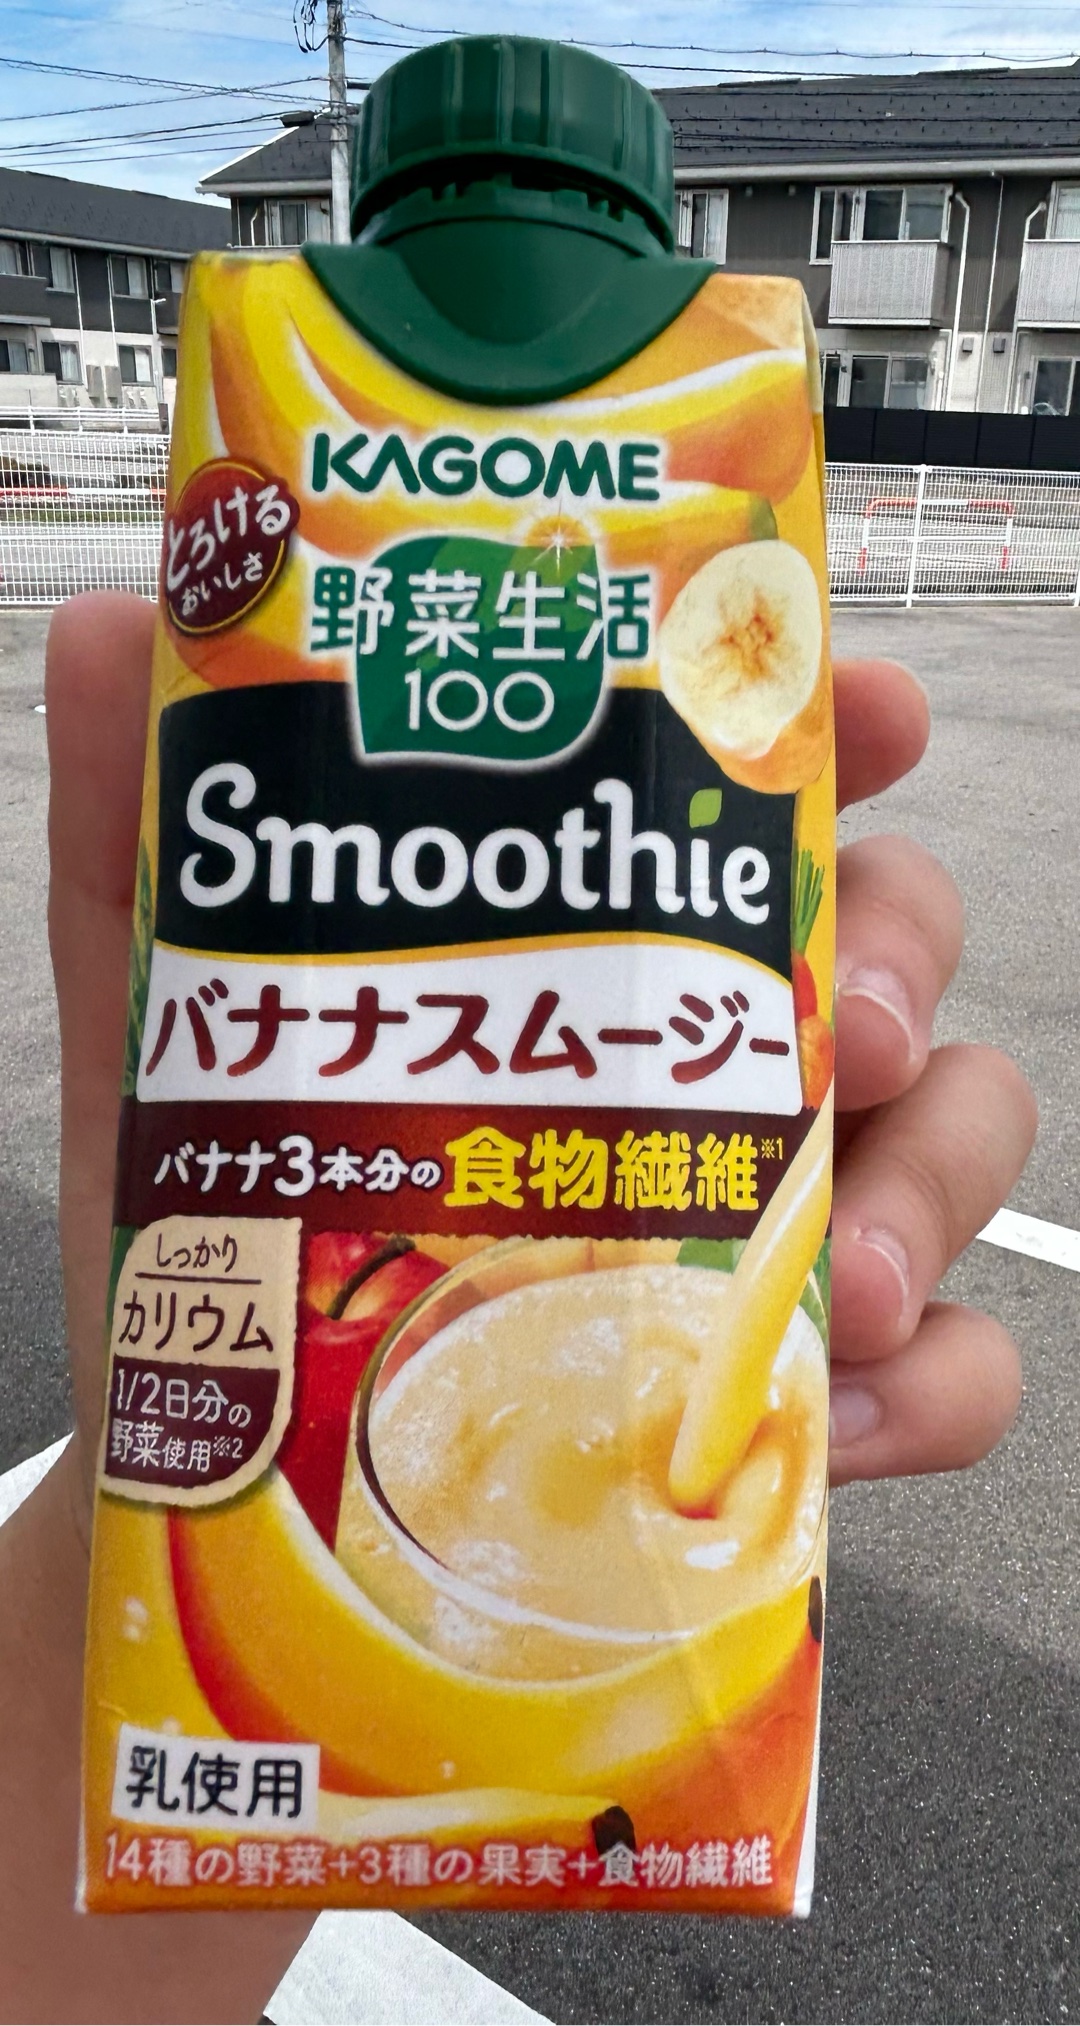 KAGOME
とろける
おいしさ
野菜生活
100
Smoothie
バナナスムージー
バナナ3本分の食物繊維※1
しっかり
カリウム
1/2日分の
野菜使用※2
乳使用
14種の野菜+3種の果実+食物繊維